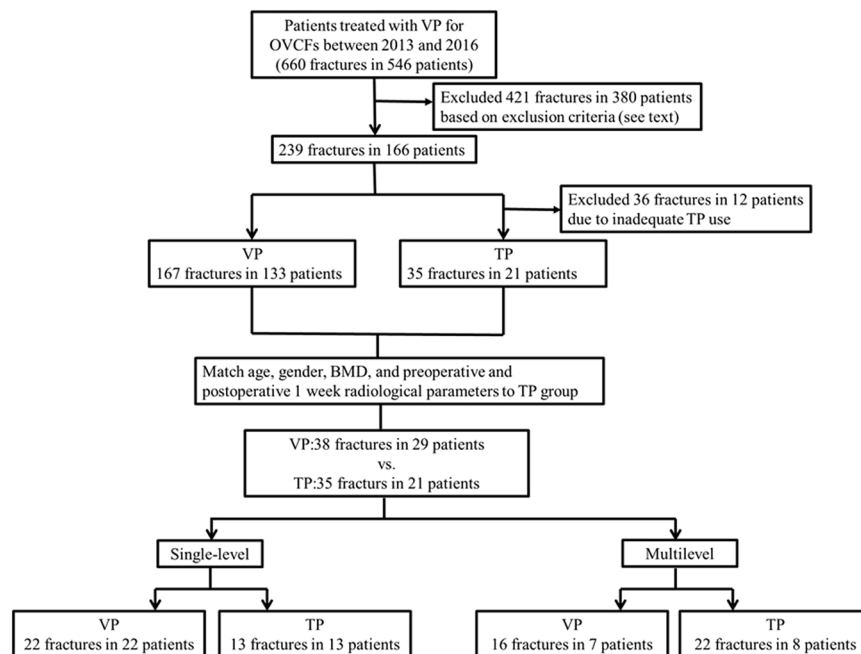 Patients treated with VP for
OVCFs between 2013 and 2016
(660 fractures in 546 patients)
Excluded 421 fractures in 380 patients
based on exclusion criteria (see text)
239 fractures in 166 patients
Excluded 36 fractures in 12 patients
due to inadequate TP use
VP
167 fractures in 133 patients
TP
35 fractures in 21 patients
Match age, gender, BMD, and preoperative and
postoperative 1 week radiological parameters to TP group
VP:38 fractures in 29 patients
vs.
TP:35 fracturs in 21 patients
Single-level
Multilevel
VP
22 fractures in 22 patients
TP
13 fractures in 13 patients
VP
16 fractures in 7 patients
TP
22 fractures in 8 patients